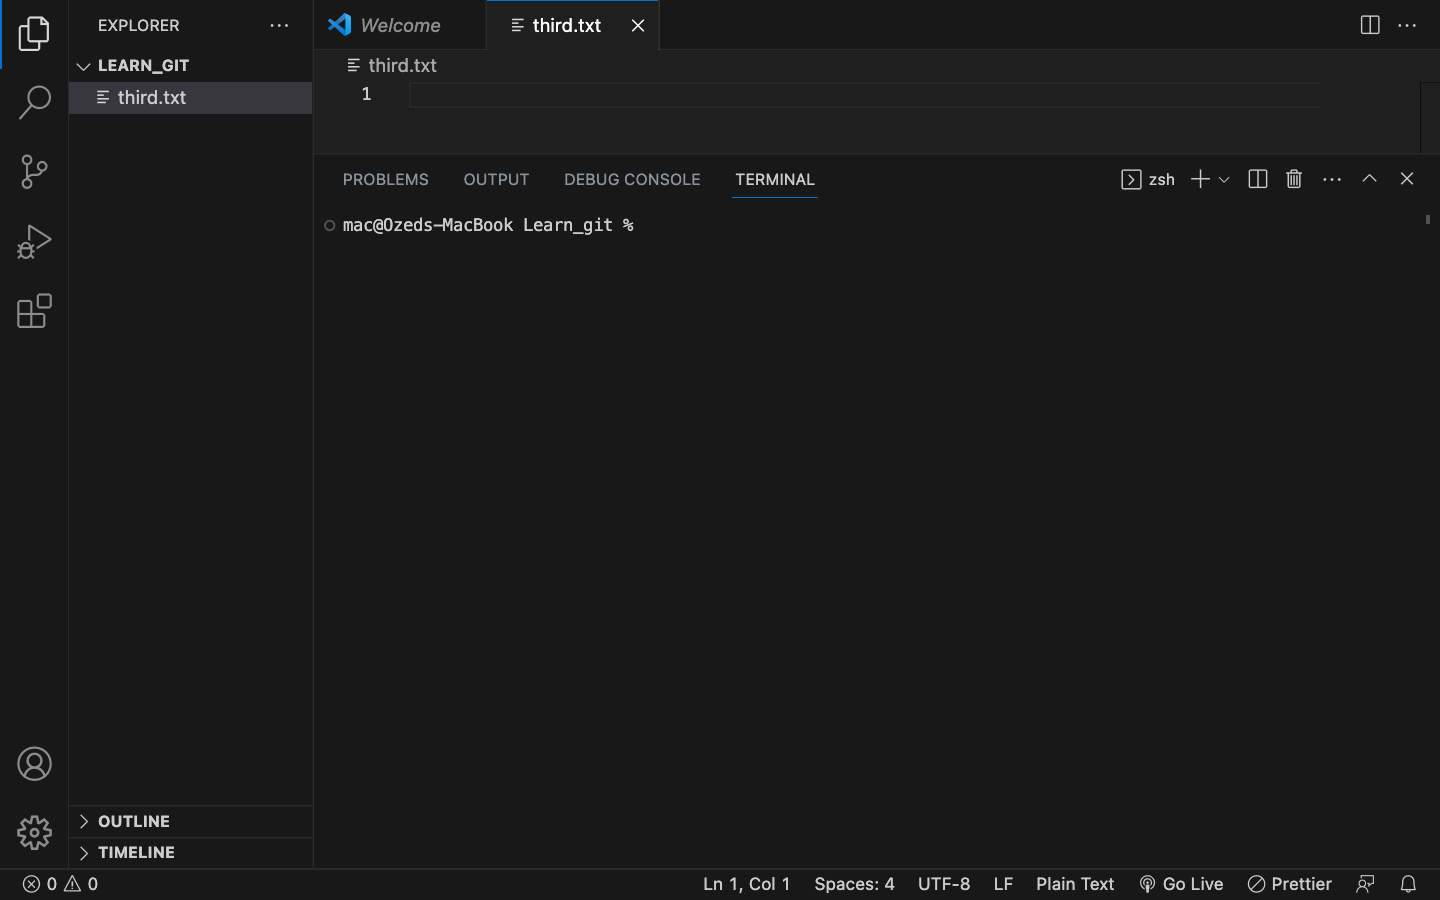 EXPLORER
LEARN_GIT
third.txt
OUTLINE
TIMELINE
Welcome
third.txt
third.txt
1
PROBLEMS OUTPUT DEBUG CONSOLE TERMINAL zsh
mac@Ozeds-MacBook Learn_git %
0 0 Ln 1, Col 1 Spaces: 4 UTF-8 LF Plain Text Go Live Prettier